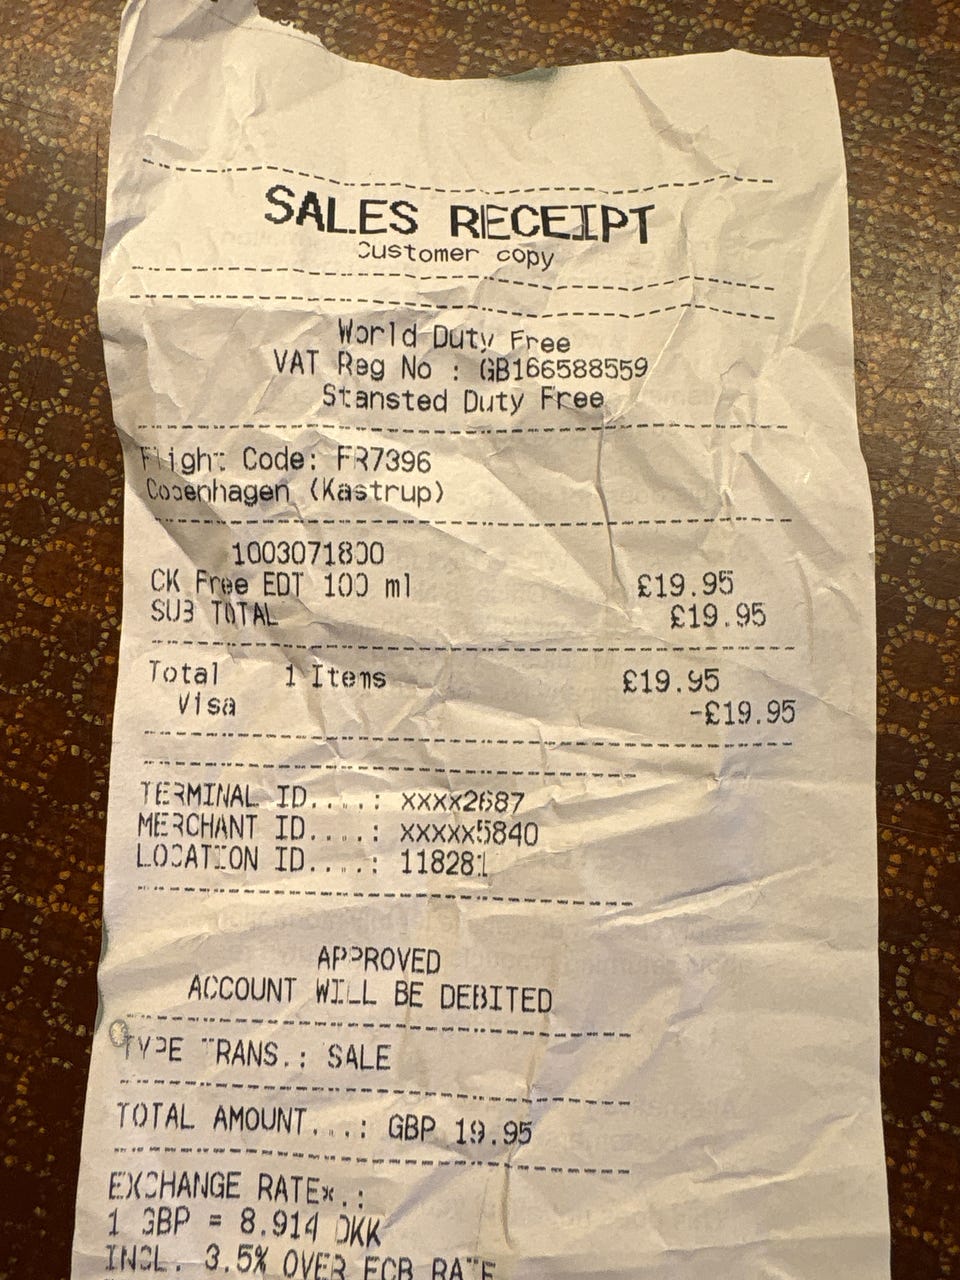 SALES RECEIPT
Customer copy
World Duty Free
VAT Reg No : GB166588559
Stansted Duty Free
Flight Code: FR7396
Copenhagen (Kastrup)
1003071800
CK Free EDT 100 ml £19.95
SUB TOTAL £19.95
Total 1 Items £19.95
Visa -£19.95
TERMINAL ID....: xxxx2687
MERCHANT ID....: xxxxx5840
LOCATION ID....: 118281
APPROVED
ACCOUNT WILL BE DEBITED
TYPE TRANS.: SALE
TOTAL AMOUNT...: GBP 19.95
EXCHANGE RATE*.:
1 GBP = 8.914 DKK
INCL. 3.5% OVER ECB RATE